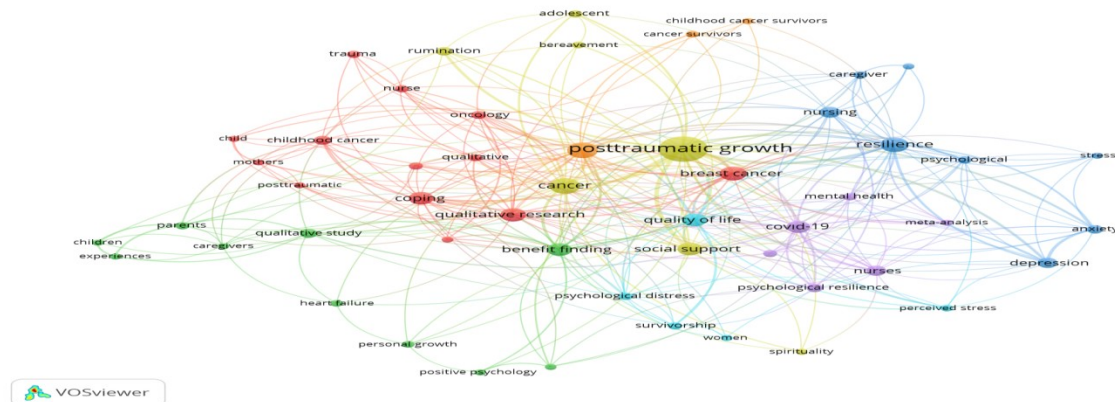 adolescent
childhood cancer survivors
cancer survivors
bereavement
rumination
trauma
caregiver
nurse
nursing
oncology
child
childhood cancer
resilience
posttraumatic growth
qualitative
psychological
stress
mothers
breast cancer
posttraumatic
cancer
mental health
coping
qualitative research
quality of life
meta-analysis
parents
covid-19
anxiety
qualitative study
children
caregivers
benefit finding
social support
experiences
depression
nurses
psychological resilience
psychological distress
heart failure
perceived stress
survivorship
women
personal growth
spirituality
positive psychology
VOSviewer